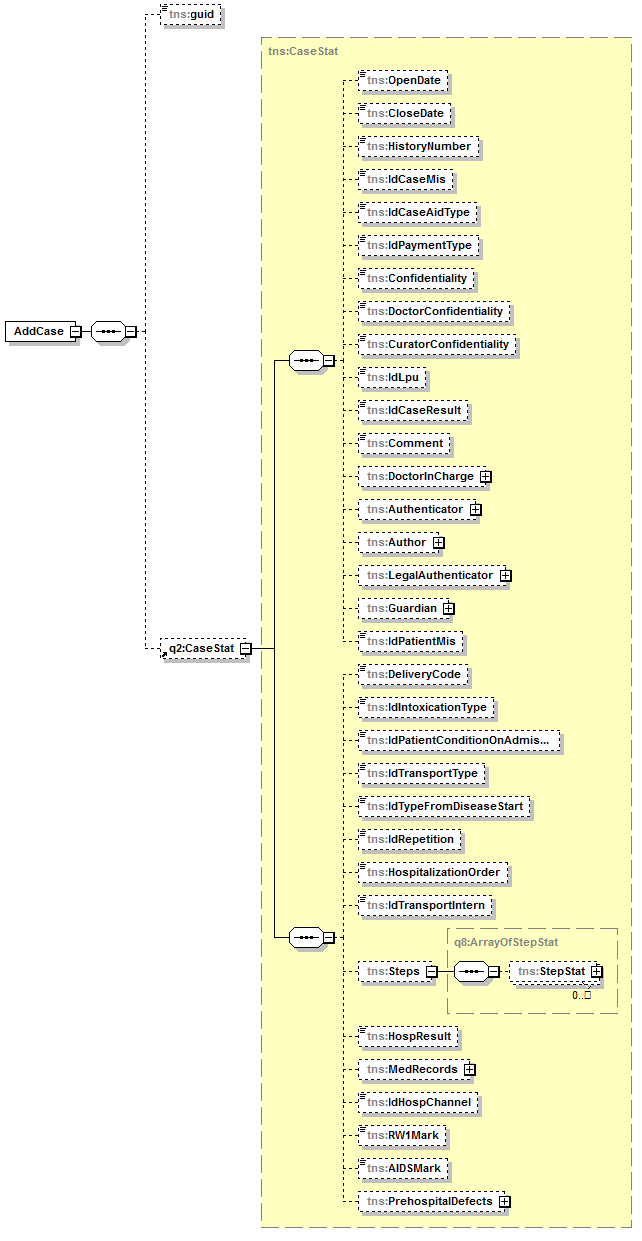 tns:guid
tns:CaseStat
tns:OpenDate
tns:CloseDate
tns:HistoryNumber
tns:IdCaseMis
tns:IdCaseAidType
tns:IdPaymentType
tns:Confidentiality
tns:DoctorConfidentiality
AddCase
tns:CuratorConfidentiality
tns:IdLpu
tns:IdCaseResult
tns:Comment
tns:DoctorInCharge
tns:Authenticator
tns:Author
tns:LegalAuthenticator
tns:Guardian
tns:IdPatientMis
q2:CaseStat
tns:DeliveryCode
tns:IdIntoxicationType
tns:IdPatientConditionOnAdmis...
tns:IdTransportType
tns:IdTypeFromDiseaseStart
tns:IdRepetition
tns:HospitalizationOrder
tns:IdTransportIntern
q8:ArrayOfStepStat
tns:Steps
tns:StepStat
0..□
tns:HospResult
tns:MedRecords
tns:IdHospChannel
tns:RW1Mark
tns:AIDSMark
tns:PrehospitalDefects